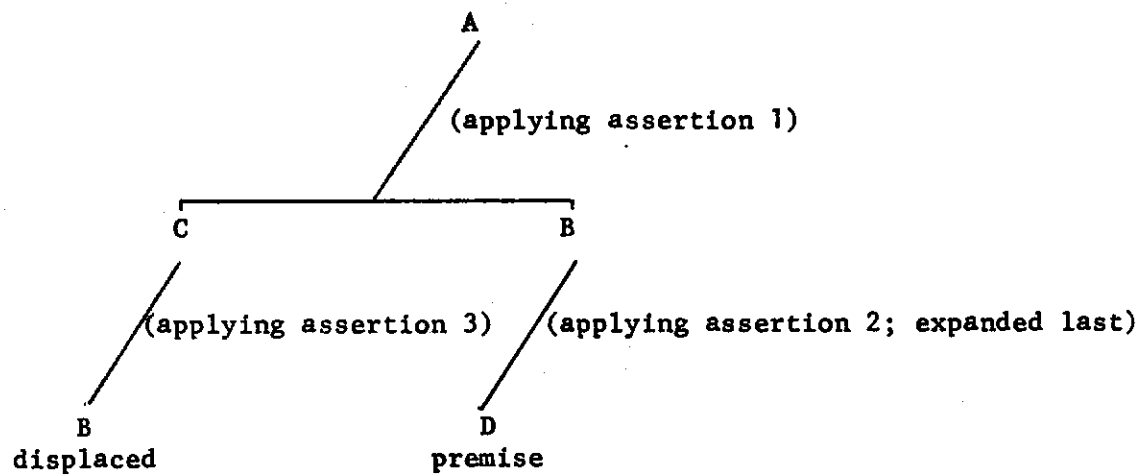 A
(applying assertion 1)
C B
(applying assertion 3) (applying assertion 2; expanded last)
B D
displaced premise